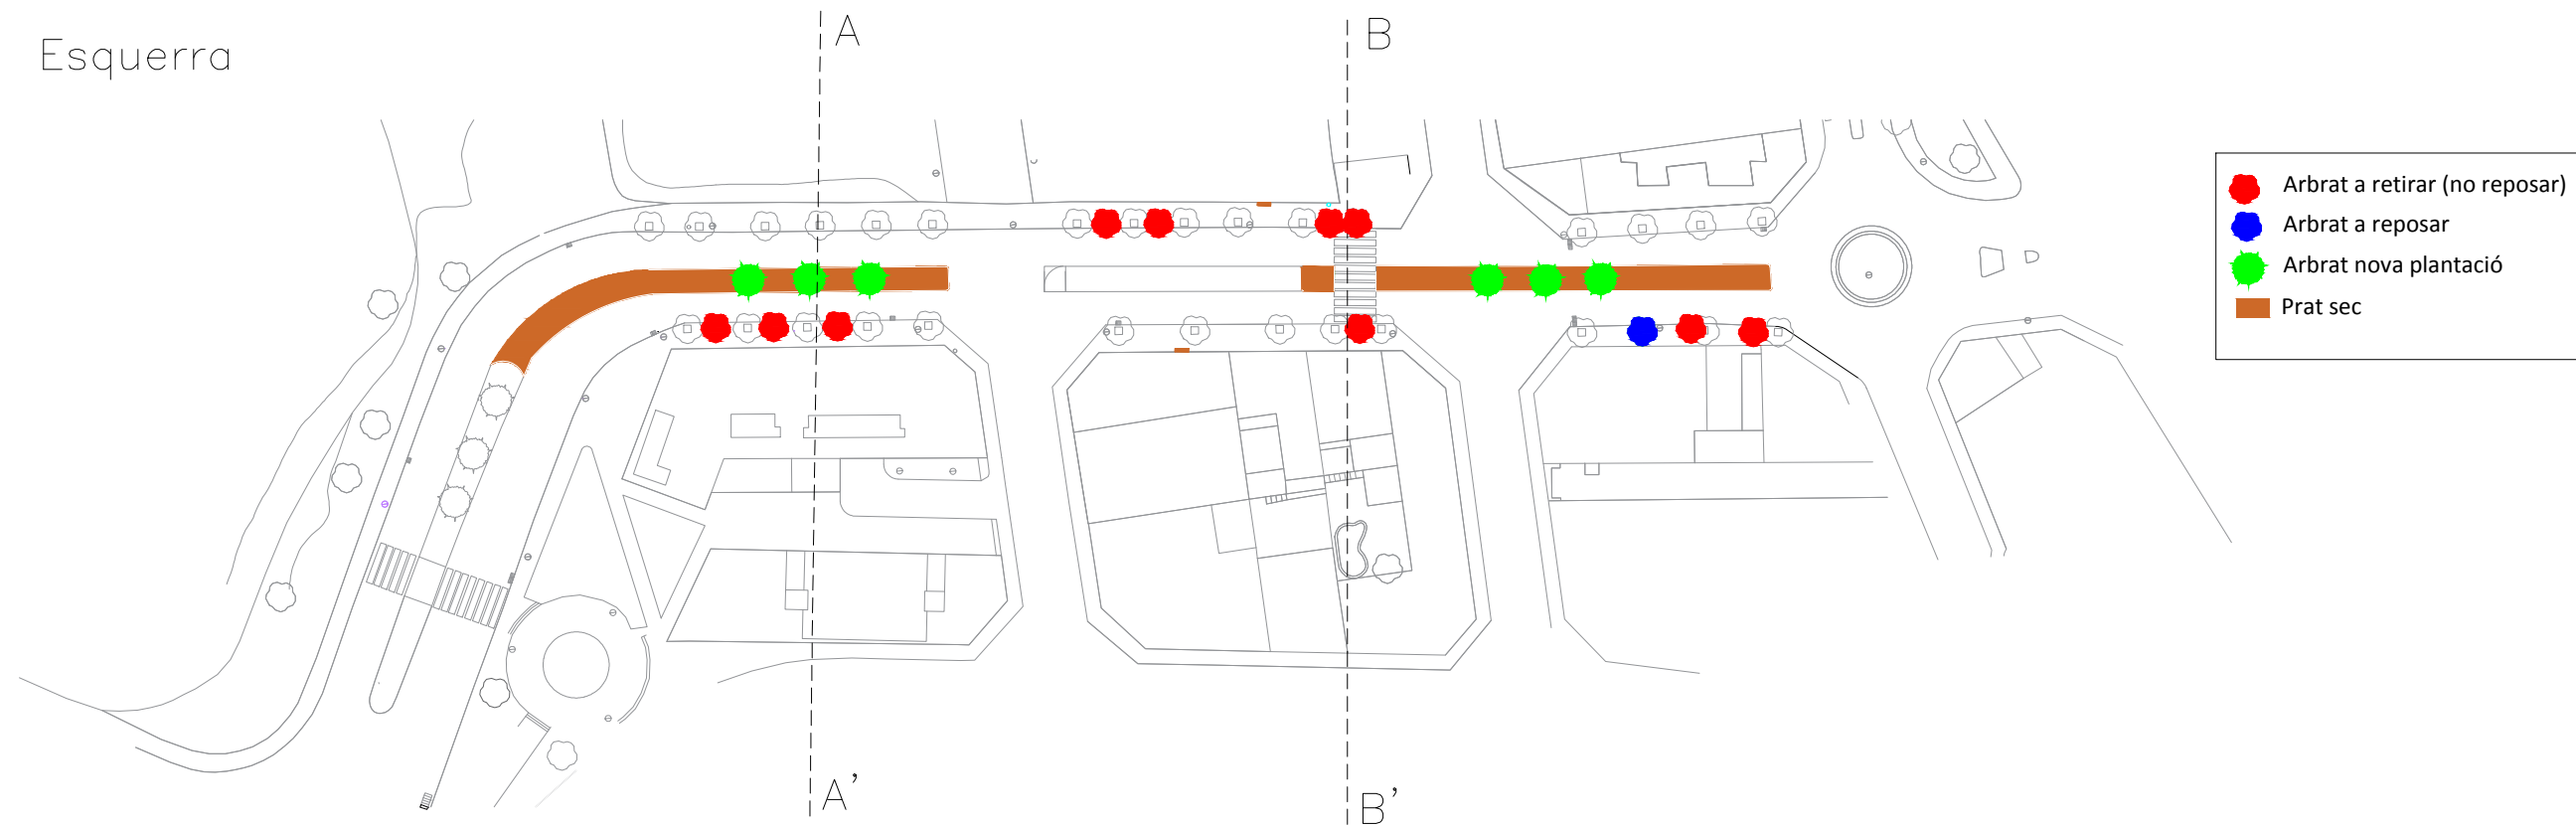 Esquerra
A
B
Arbrat a retirar (no reposar)
Arbrat a reposar
Arbrat nova plantació
Prat sec
A'
B'